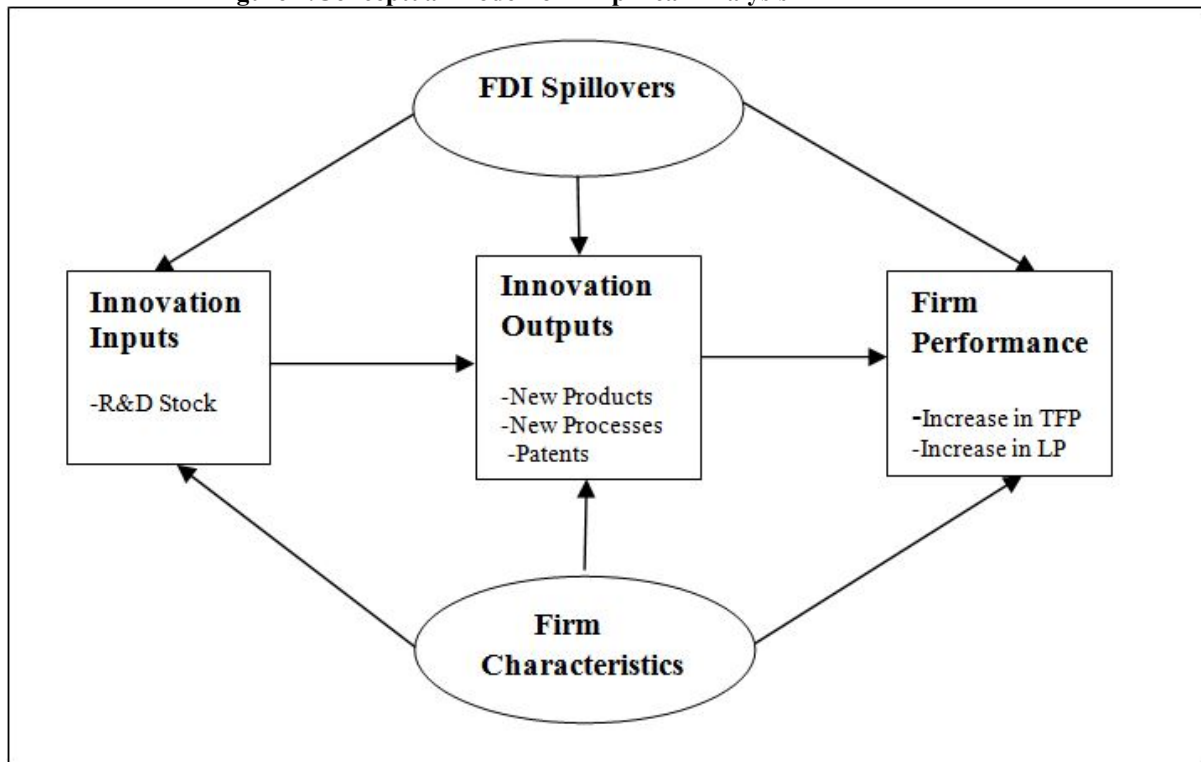 FDI Spillovers
Innovation
Inputs
-R&D Stock
Innovation
Outputs
-New Products
-New Processes
-Patents
Firm
Performance
-Increase in TFP
-Increase in LP
Firm
Characteristics